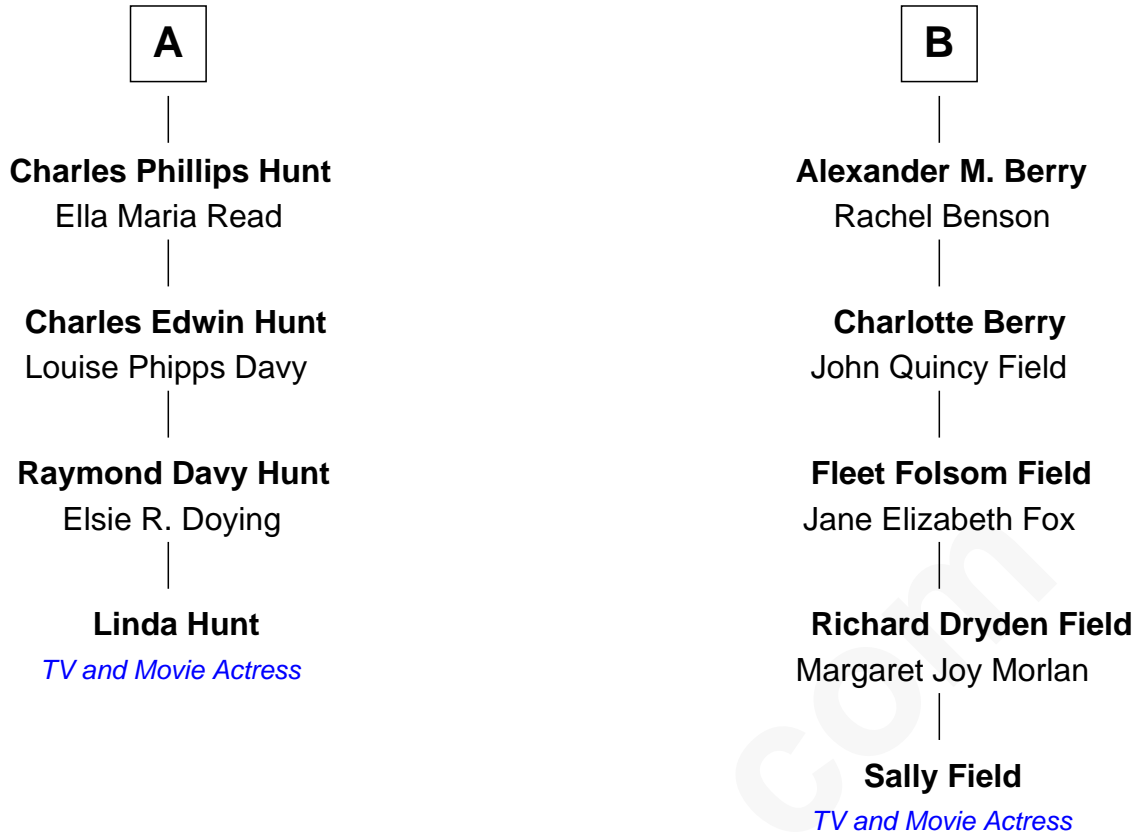 A
Charles Phillips Hunt
Ella Maria Read
Charles Edwin Hunt
Louise Phipps Davy
Raymond Davy Hunt
Elsie R. Doying
Linda Hunt
TV and Movie Actress
B
Alexander M. Berry
Rachel Benson
Charlotte Berry
John Quincy Field
Fleet Folsom Field
Jane Elizabeth Fox
Richard Dryden Field
Margaret Joy Morlan
Sally Field
TV and Movie Actress
com